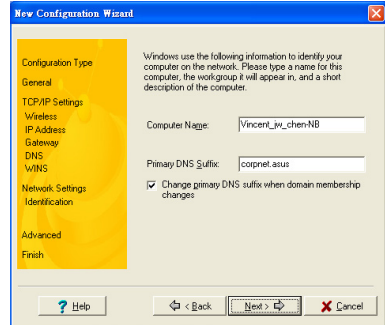 New Configuration Wizard
Configuration Type
General
TCP/IP Settings
Wireless
IP Address
Gateway
DNS
WINS
Network Settings
Identification
Advanced
Finish
Windows use the following information to identify your
computer on the network. Please type a name for this
computer, the workgroup it will appear in, and a short
description of the computer.
Computer Name: Vincent_jw_chen-NB
Primary DNS Suffix: corpnet.asus
Change primary DNS suffix when domain membership
changes
? Help
< Back
Next >
Cancel